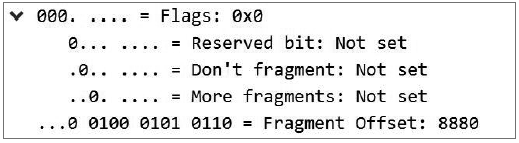 000. .... = Flags: 0x0
0... .... = Reserved bit: Not set
.0.. .... = Don't fragment: Not set
..0. .... = More fragments: Not set
...0 0100 0101 0110 = Fragment Offset: 8880